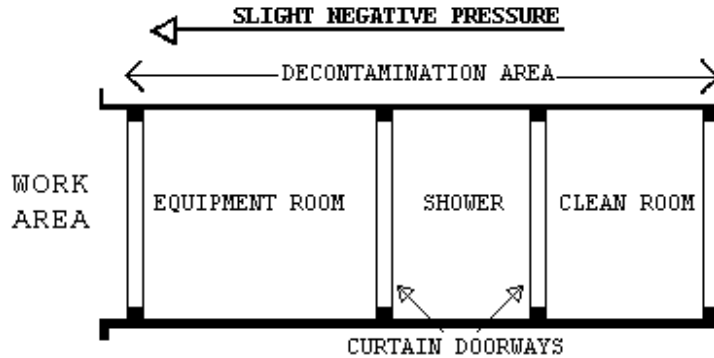 SLIGHT NEGATIVE PRESSURE
DECONTAMINATION AREA
WORK
AREA
EQUIPMENT ROOM
SHOWER
CLEAN ROOM
CURTAIN DOORWAYS